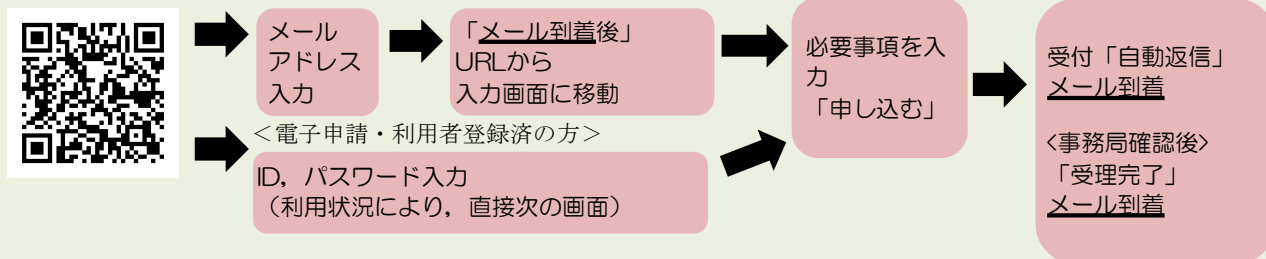 メール
アドレス
入力
「メール到着後」
URLから
入力画面に移動
<電子申請・利用者登録済の方>
ID，パスワード入力
（利用状況により，直接次の画面）
必要事項を入
力
「申し込む」
受付「自動返信」
メール到着
<事務局確認後>
「受理完了」
メール到着